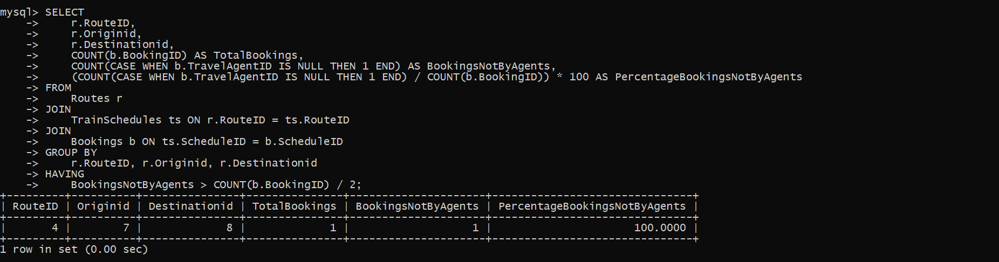 mysql> SELECT
    ->     r.RouteID,
    ->     r.Originid,
    ->     r.Destinationid,
    ->     COUNT(b.BookingID) AS TotalBookings,
    ->     COUNT(CASE WHEN b.TravelAgentID IS NULL THEN 1 END) AS BookingsNotByAgents,
    ->     (COUNT(CASE WHEN b.TravelAgentID IS NULL THEN 1 END) / COUNT(b.BookingID)) * 100 AS PercentageBookingsNotByAgents
    -> FROM
    ->     Routes r
    -> JOIN
    ->     TrainSchedules ts ON r.RouteID = ts.RouteID
    -> JOIN
    ->     Bookings b ON ts.ScheduleID = b.ScheduleID
    -> GROUP BY
    ->     r.RouteID, r.Originid, r.Destinationid
    -> HAVING
    ->     BookingsNotByAgents > COUNT(b.BookingID) / 2;
+---------+----------+---------------+---------------+---------------------+-------------------------------+
| RouteID | Originid | Destinationid | TotalBookings | BookingsNotByAgents | PercentageBookingsNotByAgents |
+---------+----------+---------------+---------------+---------------------+-------------------------------+
|       4 |        7 |             8 |             1 |                   1 |                      100.0000 |
+---------+----------+---------------+---------------+---------------------+-------------------------------+
1 row in set (0.00 sec)